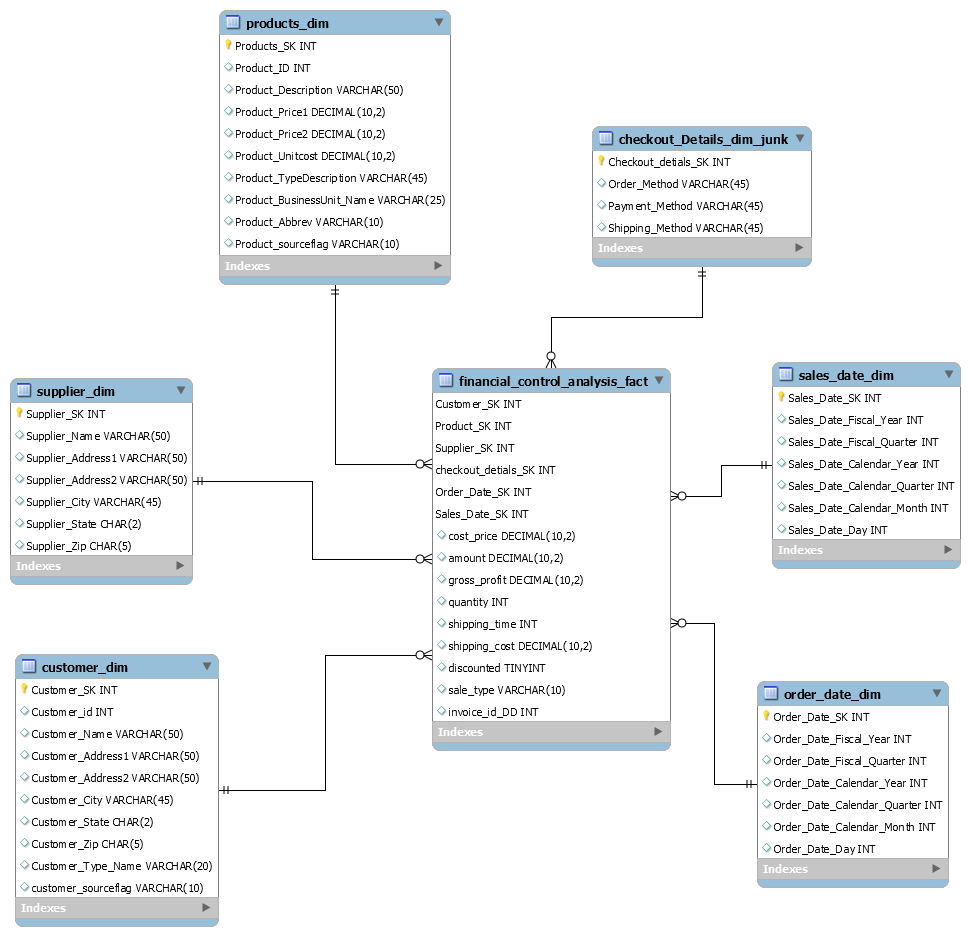 products_dim
Products_SK INT
Product_ID INT
Product_Description VARCHAR(50)
Product_Price1 DECIMAL(10,2)
Product_Price2 DECIMAL(10,2)
Product_Unitcost DECIMAL(10,2)
Product_TypeDescription VARCHAR(45)
Product_BusinessUnit_Name VARCHAR(25)
Product_Abbrev VARCHAR(10)
Product_sourceflag VARCHAR(10)
Indexes
checkout_Details_dim_junk
Checkout_detials_SK INT
Order_Method VARCHAR(45)
Payment_Method VARCHAR(45)
Shipping_Method VARCHAR(45)
Indexes
supplier_dim
Supplier_SK INT
Supplier_Name VARCHAR(50)
Supplier_Address1 VARCHAR(50)
Supplier_Address2 VARCHAR(50)
Supplier_City VARCHAR(45)
Supplier_State CHAR(2)
Supplier_Zip CHAR(5)
Indexes
financial_control_analysis_fact
Customer_SK INT
Product_SK INT
Supplier_SK INT
checkout_detials_SK INT
Order_Date_SK INT
Sales_Date_SK INT
cost_price DECIMAL(10,2)
amount DECIMAL(10,2)
gross_profit DECIMAL(10,2)
quantity INT
shipping_time INT
shipping_cost DECIMAL(10,2)
discounted TINYINT
sale_type VARCHAR(10)
invoice_id_DD INT
Indexes
sales_date_dim
Sales_Date_SK INT
Sales_Date_Fiscal_Year INT
Sales_Date_Fiscal_Quarter INT
Sales_Date_Calendar_Year INT
Sales_Date_Calendar_Quarter INT
Sales_Date_Calendar_Month INT
Sales_Date_Day INT
Indexes
customer_dim
Customer_SK INT
Customer_id INT
Customer_Name VARCHAR(50)
Customer_Address1 VARCHAR(50)
Customer_Address2 VARCHAR(50)
Customer_City VARCHAR(45)
Customer_State CHAR(2)
Customer_Zip CHAR(5)
Customer_Type_Name VARCHAR(20)
customer_sourceflag VARCHAR(10)
Indexes
order_date_dim
Order_Date_SK INT
Order_Date_Fiscal_Year INT
Order_Date_Fiscal_Quarter INT
Order_Date_Calendar_Year INT
Order_Date_Calendar_Quarter INT
Order_Date_Calendar_Month INT
Order_Date_Day INT
Indexes